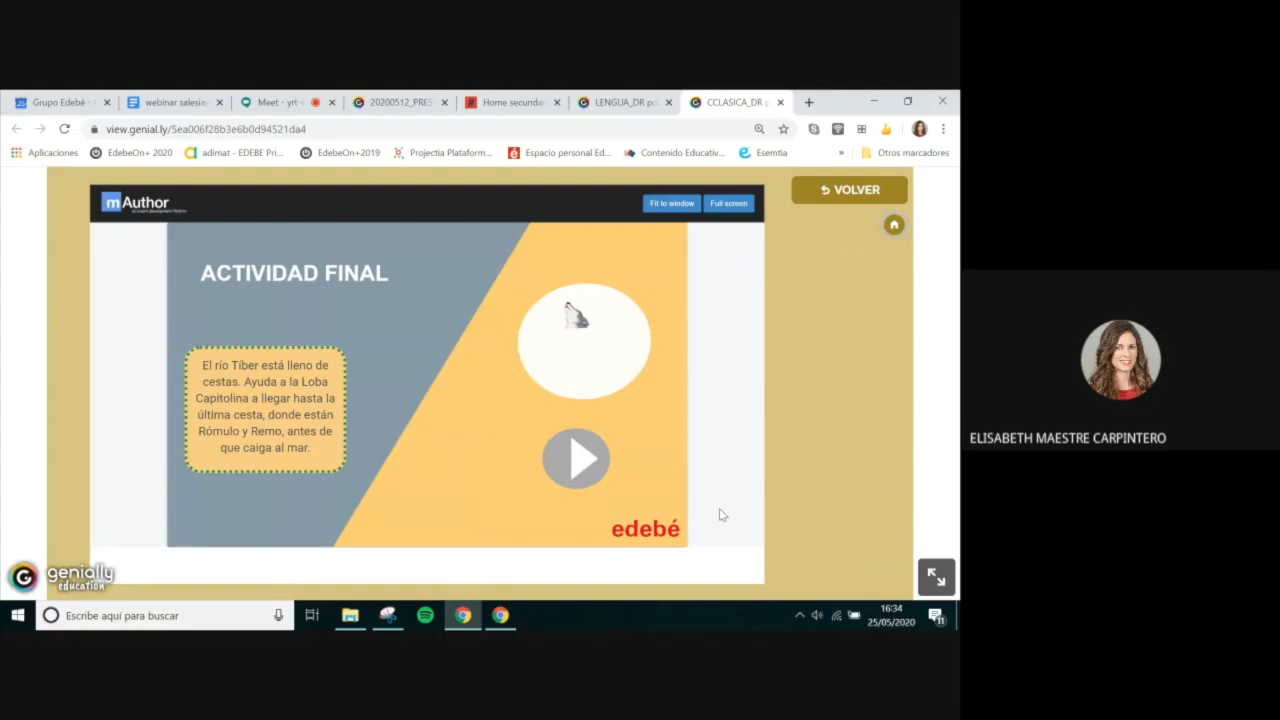 Grupo Edebé -
webinar salesia
Meet - yrt-
20200512_PRES
Home secundar
LENGUA_DR po
CCLASICA_DR p
view.genial.ly/5ea006f28b3e6b0d94521da4
Aplicaciones
EdebeOn+ 2020
adimat - EDEBE Pri...
EdebeOn+2019
Projectia Plataform...
Espacio personal Ed...
Contenido Educativ...
Esemtia
»
Otros marcadores
mAuthor
Fit to window
Full screen
VOLVER
ACTIVIDAD FINAL
El río Tíber está lleno de
cestas. Ayuda a la Loba
Capitolina a llegar hasta la
última cesta, donde están
Rómulo y Remo, antes de
que caiga al mar.
edebé
genially
education
ELISABETH MAESTRE CARPINTERO
Escribe aquí para buscar
16:34
25/05/2020
11